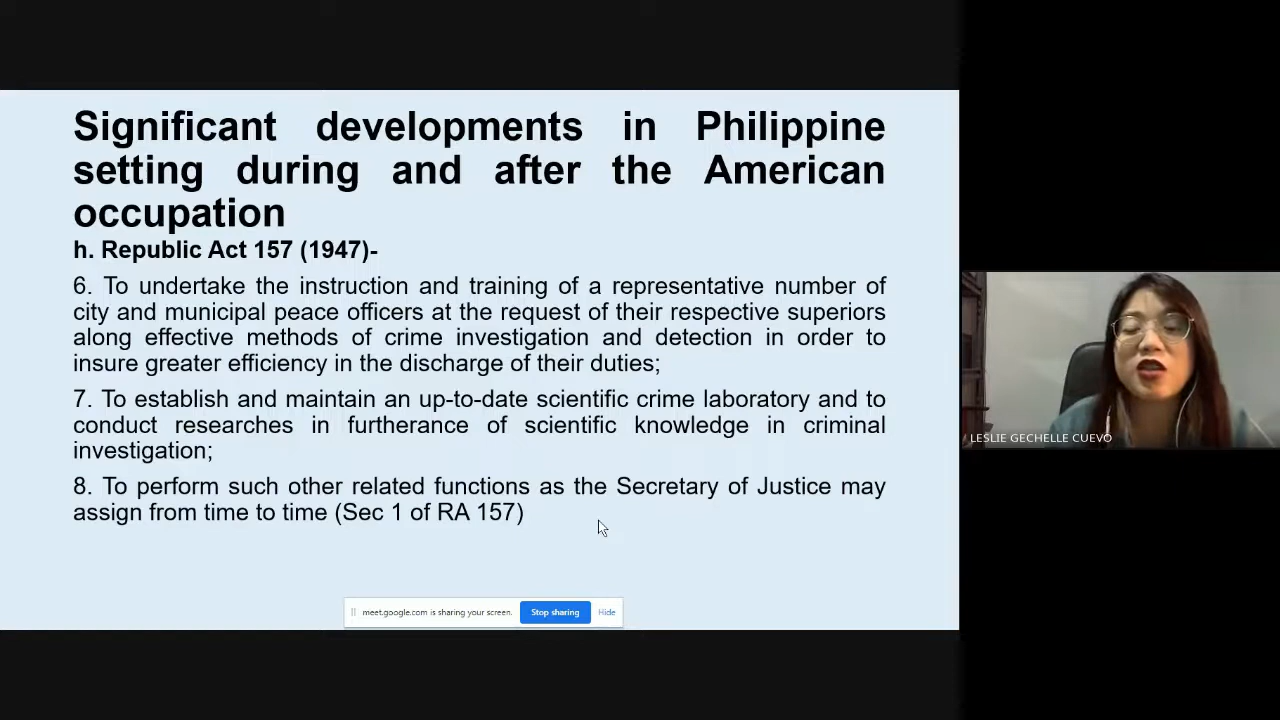 Significant developments in Philippine
setting during and after the American
occupation
h. Republic Act 157 (1947)-
6. To undertake the instruction and training of a representative number of
city and municipal peace officers at the request of their respective superiors
along effective methods of crime investigation and detection in order to
insure greater efficiency in the discharge of their duties;
7. To establish and maintain an up-to-date scientific crime laboratory and to
conduct researches in furtherance of scientific knowledge in criminal
investigation;
8. To perform such other related functions as the Secretary of Justice may
assign from time to time (Sec 1 of RA 157)
meet.google.com is sharing your screen. Stop sharing Hide
LESLIE GECHELLE CUEVO